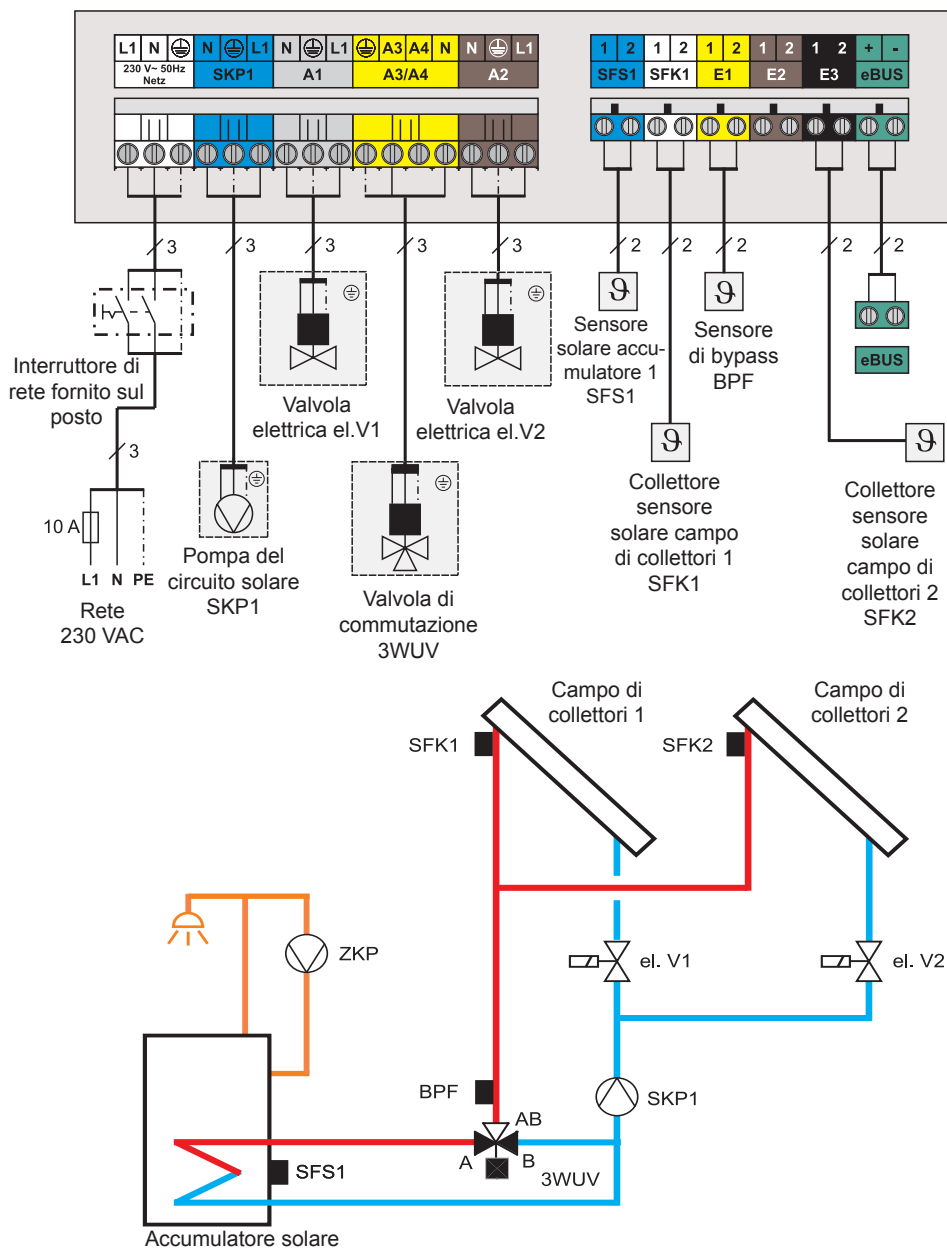 L1 N N L1 N L1 A3 A4 N N L1
230 V~ 50Hz
Netz
SKP1 A1 A3/A4 A2
1 2 1 2 1 2 1 2 1 2 + -
SFS1 SFK1 E1 E2 E3 eBUS
3 3 3 3 3 2 2 2 2 2
Interruttore di
rete fornito sul
posto
3
10 A
L1 N PE
Rete
230 VAC
Pompa del
circuito solare
SKP1
Valvola
elettrica el.V1
Valvola di
commutazione
3WUV
Valvola
elettrica el.V2
ϑ
Sensore
solare accu-
mulatore 1
SFS1
ϑ
Collettore
sensore
solare campo
di collettori 1
SFK1
ϑ
Sensore
di bypass
BPF
eBUS
ϑ
Collettore
sensore
solare
campo di
collettori 2
SFK2
Campo di
collettori 1
Campo di
collettori 2
SFK1
SFK2
ZKP
el. V1
el. V2
BPF
SKP1
AB
A
B
3WUV
SFS1
Accumulatore solare